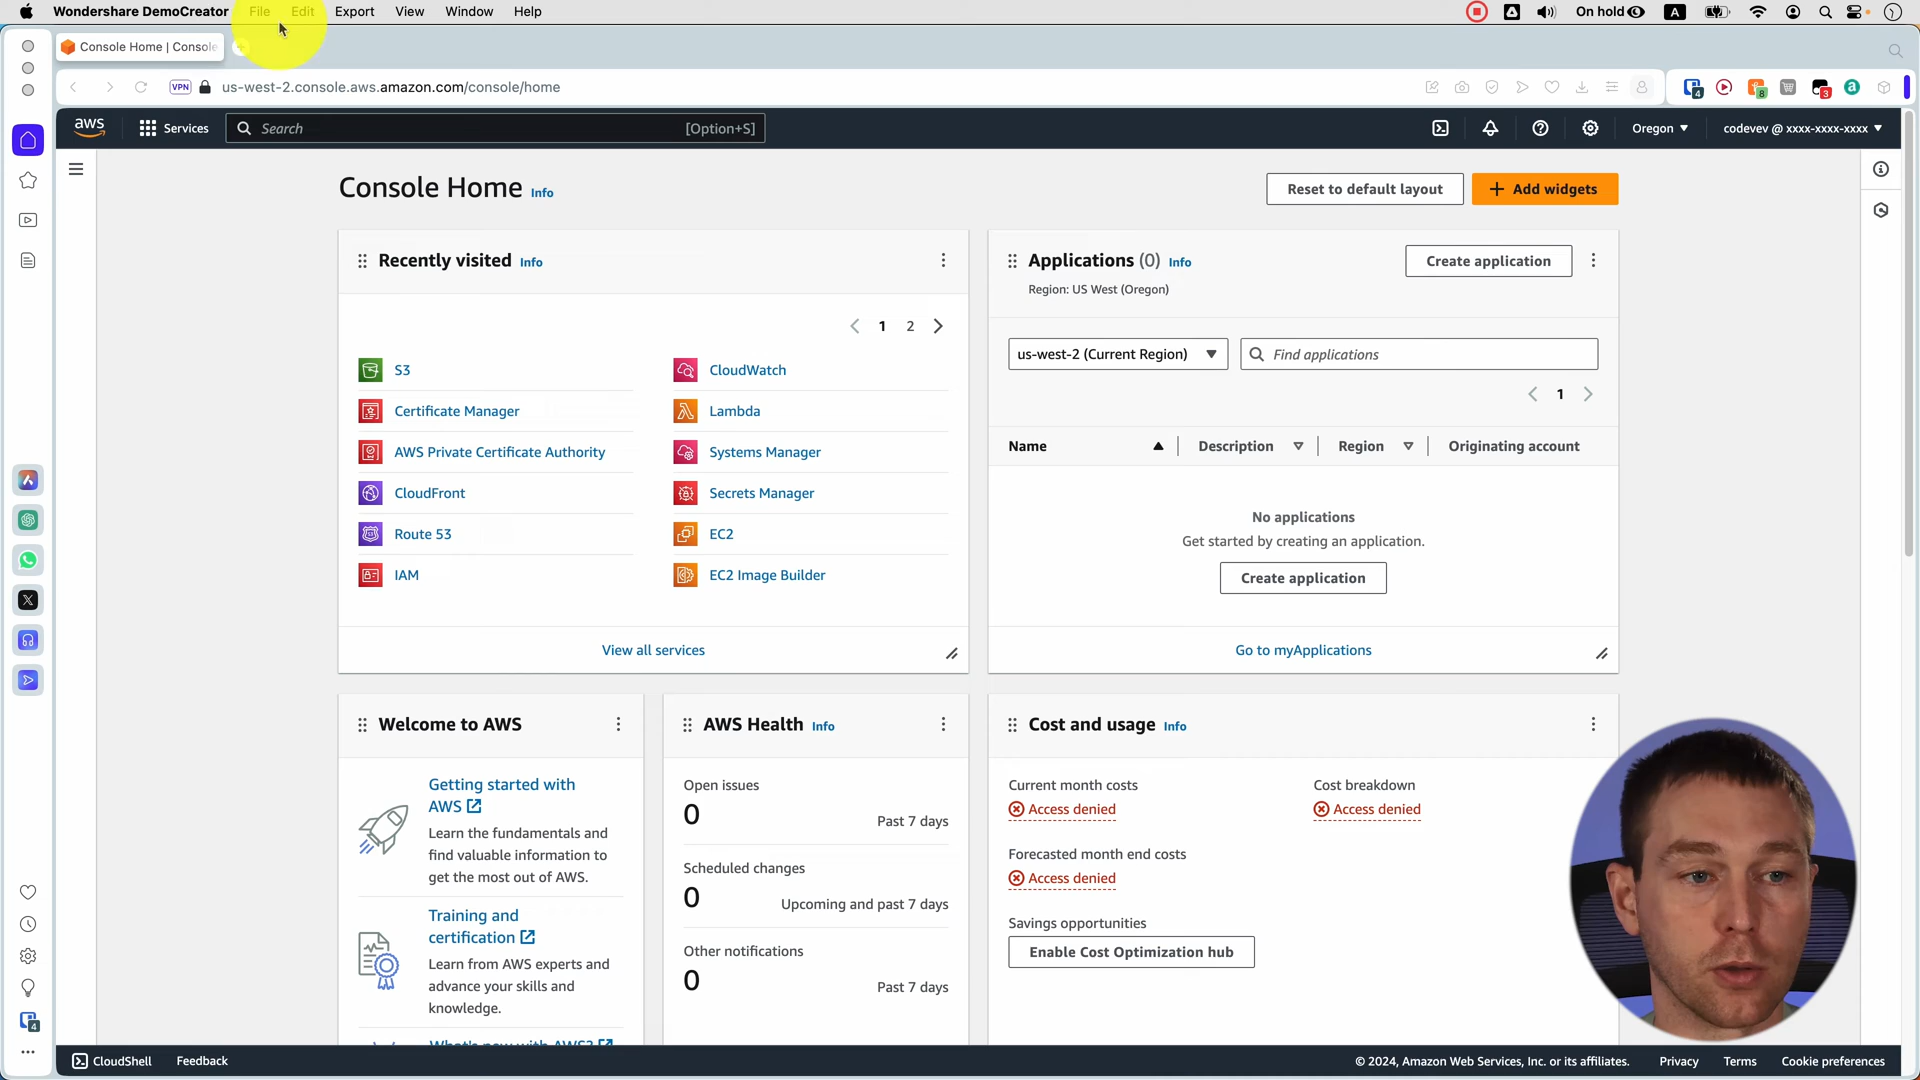 Wondershare DemoCreator File Edit Export View Window Help On hold A
Console Home | Console
VPN us-west-2.console.aws.amazon.com/console/home 4 8 3 a
aws Services Search [Option+S] Oregon codevev @ xxxx-xxxx-xxxx
Console Home Info
Reset to default layout
Add widgets
Recently visited Info
1 2
S3
Certificate Manager
AWS Private Certificate Authority
CloudFront
Route 53
IAM
CloudWatch
Lambda
Systems Manager
Secrets Manager
EC2
EC2 Image Builder
View all services
Applications (0) Info
Region: US West (Oregon)
Create application
us-west-2 (Current Region) Find applications
1
Name Description Region Originating account
No applications
Get started by creating an application.
Create application
Go to myApplications
Welcome to AWS
Getting started with
AWS
Learn the fundamentals and
find valuable information to
get the most out of AWS.
Training and
certification
Learn from AWS experts and
advance your skills and
knowledge.
What's new with AWS?
AWS Health Info
Open issues
0 Past 7 days
Scheduled changes
0 Upcoming and past 7 days
Other notifications
0 Past 7 days
Cost and usage Info
Current month costs
Access denied
Forecasted month end costs
Access denied
Savings opportunities
Enable Cost Optimization hub
Cost breakdown
Access denied
4
CloudShell Feedback © 2024, Amazon Web Services, Inc. or its affiliates. Privacy Terms Cookie preferences